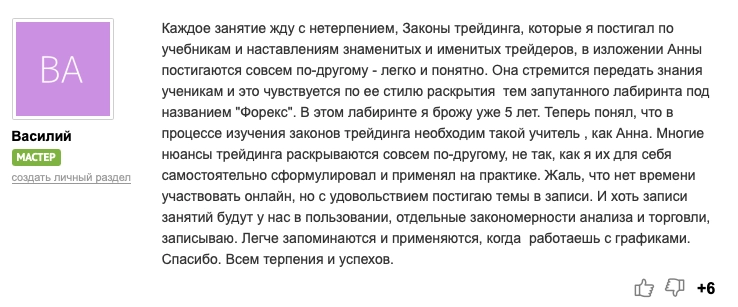 ВА
Василий
МАСТЕР
создать личный раздел
Каждое занятие жду с нетерпением, Законы трейдинга, которые я постигал по
учебникам и наставлениям знаменитых и именитых трейдеров, в изложении Анны
постигаются совсем по-другому - легко и понятно. Она стремится передать знания
ученикам и это чувствуется по ее стилю раскрытия  тем запутанного лабиринта под
названием "Форекс". В этом лабиринте я брожу уже 5 лет. Теперь понял, что в
процессе изучения законов трейдинга необходим такой учитель , как Анна. Многие
нюансы трейдинга раскрываются совсем по-другому, не так, как я их для себя
самостоятельно сформулировал и применял на практике. Жаль, что нет времени
участвовать онлайн, но с удовольствием постигаю темы в записи. И хоть записи
занятий будут у нас в пользовании, отдельные закономерности анализа и торговли,
записываю. Легче запоминаются и применяются, когда  работаешь с графиками.
Спасибо. Всем терпения и успехов.
+6